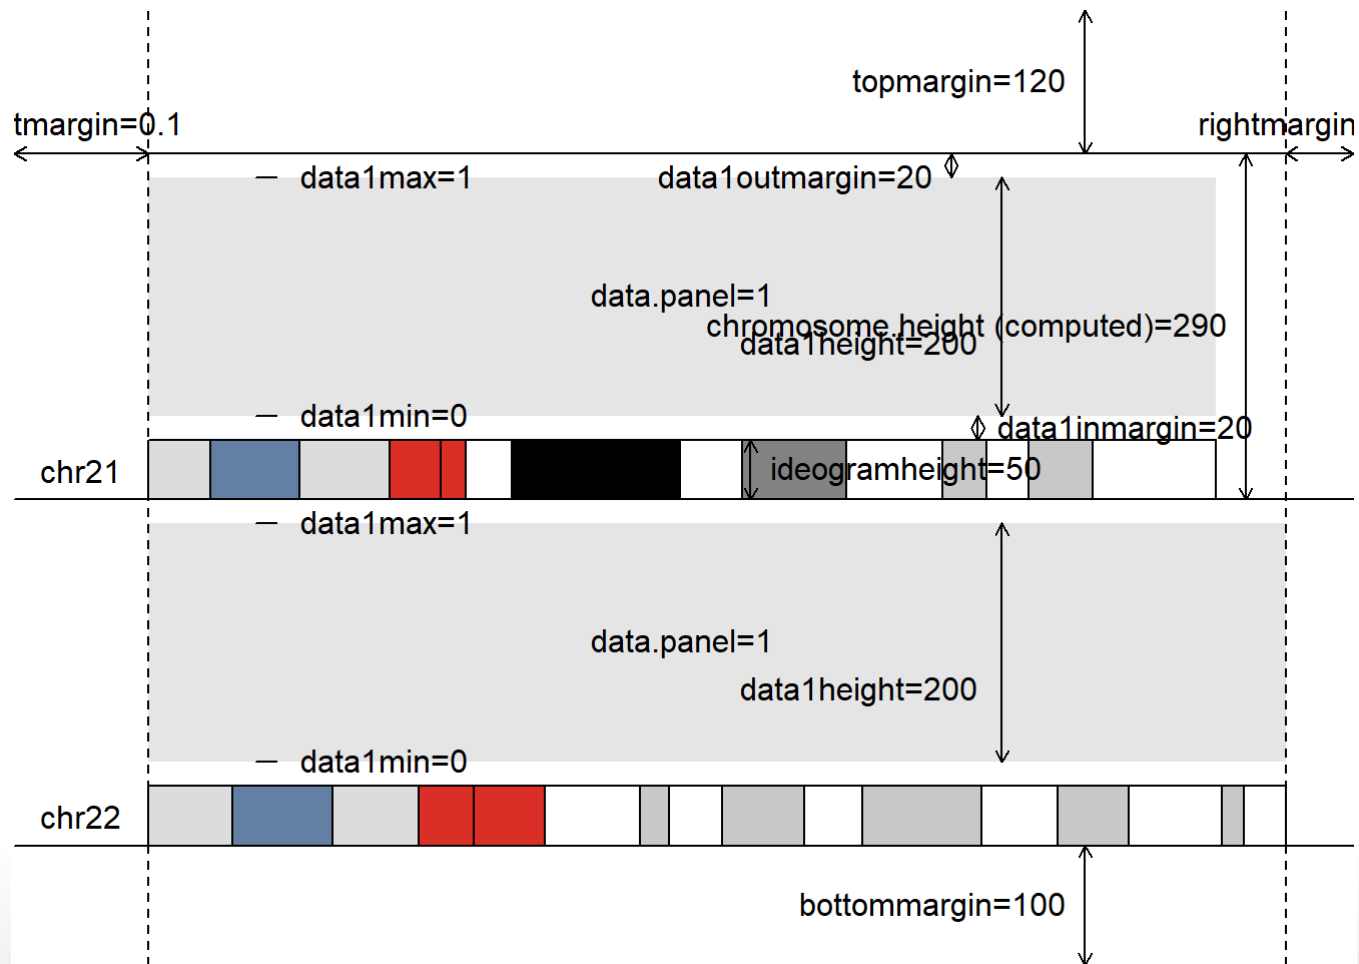 topmargin=120
tmargin=0.1
rightmargin
data1max=1
data1outmargin=20
data.panel=1
chromosome.height (computed)=290
data1height=200
data1min=0
data1inmargin=20
chr21
ideogramheight=50
data1max=1
data.panel=1
data1height=200
data1min=0
chr22
bottommargin=100